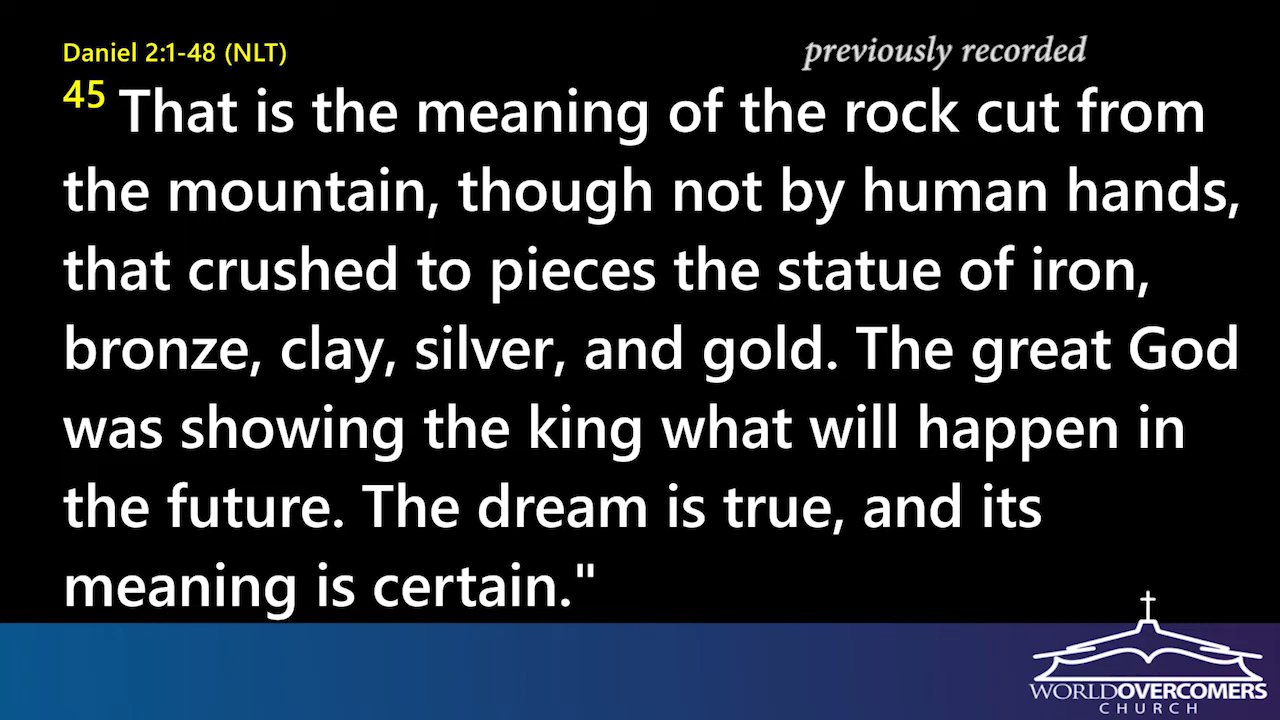 Daniel 2:1-48 (NLT)
previously recorded
45 That is the meaning of the rock cut from
the mountain, though not by human hands,
that crushed to pieces the statue of iron,
bronze, clay, silver, and gold. The great God
was showing the king what will happen in
the future. The dream is true, and its
meaning is certain."
WORLDOVERCOMERS
CHURCH